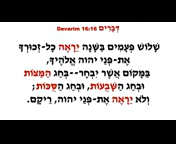 Devarim 16:16 דְּבָרִים
שָׁלוֹשׁ פְּעָמִים בַּשָּׁנָה יֵרָאֶה כָל-זְכוּרְךָ
אֶת-פְּנֵי יהוה אֱלֹהֶיךָ,
בַּמָּקוֹם אֲשֶׁר יִבְחָר--בְּחַג הַמַּצּוֹת
וּבְחַג הַשָּׁבֻעוֹת, וּבְחַג הַסֻּכּוֹת;
וְלֹא יֵרָאֶה אֶת-פְּנֵי יהוה, רֵיקָם.